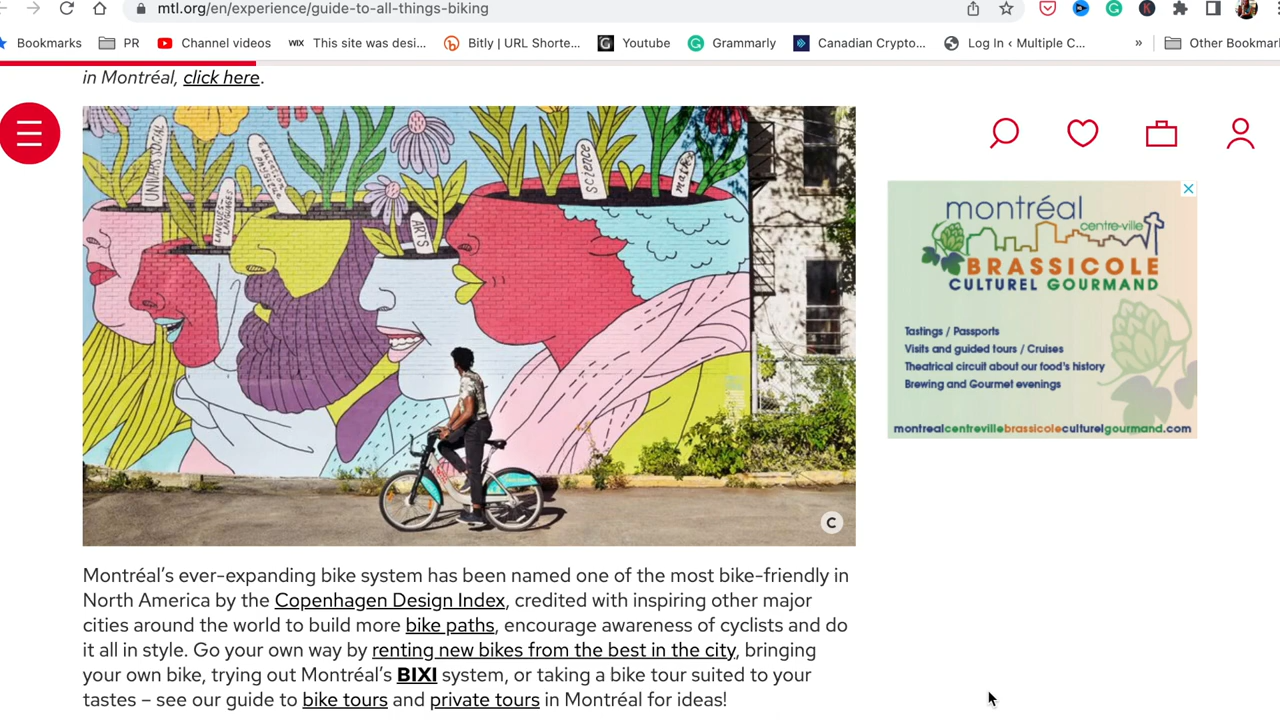 mtl.org/en/experience/guide-to-all-things-biking
Bookmarks PR Channel videos WIX This site was desi... Bitly | URL Shorte... Youtube Grammarly Canadian Crypto... Log In ‹ Multiple C... » Other Bookmar
in Montréal, click here.
science
maths
ARTS
C
montréal
centre-ville
BRASSICOLE
CULTUREL GOURMAND
Tastings / Passports
Visits and guided tours / Cruises
Theatrical circuit about our food's history
Brewing and Gourmet evenings
montrealcentrevillebrassicoleculturelgourmand.com
Montréal's ever-expanding bike system has been named one of the most bike-friendly in
North America by the Copenhagen Design Index, credited with inspiring other major
cities around the world to build more bike paths, encourage awareness of cyclists and do
it all in style. Go your own way by renting new bikes from the best in the city, bringing
your own bike, trying out Montréal's BIXI system, or taking a bike tour suited to your
tastes – see our guide to bike tours and private tours in Montréal for ideas!